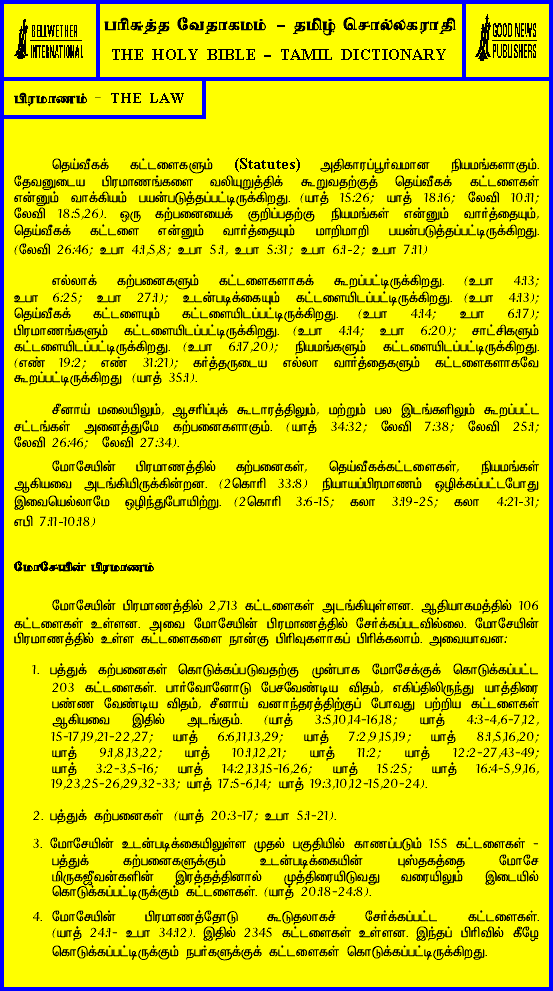 BELLWETHER
INTERNATIONAL
பரிசுத்த வேதாகமம் - தமிழ் சொல்லகராதி
THE HOLY BIBLE - TAMIL DICTIONARY
GOOD NEWS
PUBLISHERS
பிரமாணம் - THE LAW
தெய்வீகக் கட்டளைகளும் (Statutes) அதிகாரப்பூர்வமான நியமங்களாகும்.
தேவனுடைய பிரமாணங்களை வலியுறுத்திக் கூறுவதற்குத் தெய்வீகக் கட்டளைகள்
என்னும் வாக்கியம் பயன்படுத்தப்பட்டிருக்கிறது. (யாத் 15:26; யாத் 18:16; லேவி 10:11;
லேவி 18:5,26). ஒரு கற்பனையைக் குறிப்பதற்கு நியமங்கள் என்னும் வார்த்தையும்,
தெய்வீகக் கட்டளை என்னும் வார்த்தையும் மாறிமாறி பயன்படுத்தப்பட்டிருக்கிறது.
(லேவி 26:46; உபா 4:1,5,8; உபா 5:1, உபா 5:31; உபா 6:1-2; உபா 7:11)
எல்லாக் கற்பனைகளும் கட்டளைகளாகக் கூறப்பட்டிருக்கிறது. (உபா 4:13;
உபா 6:25; உபா 27:1); உடன்படிக்கையும் கட்டளையிடப்பட்டிருக்கிறது. (உபா 4:13);
தெய்வீகக் கட்டளையும் கட்டளையிடப்பட்டிருக்கிறது. (உபா 4:14; உபா 6:17);
பிரமாணங்களும் கட்டளையிடப்பட்டிருக்கிறது. (உபா 4:14; உபா 6:20); சாட்சிகளும்
கட்டளையிடப்பட்டிருக்கிறது. (உபா 6:17,20); நியமங்களும் கட்டளையிடப்பட்டிருக்கிறது.
(எண் 19:2; எண் 31:21); கர்த்தருடைய எல்லா வார்த்தைகளும் கட்டளைகளாகவே
கூறப்பட்டிருக்கிறது (யாத் 35:1).
சீனாய் மலையிலும், ஆசரிப்புக் கூடாரத்திலும், மற்றும் பல இடங்களிலும் கூறப்பட்ட
சட்டங்கள் அனைத்துமே கற்பனைகளாகும். (யாத் 34:32; லேவி 7:38; லேவி 25:1;
லேவி 26:46; லேவி 27:34).
மோசேயின் பிரமாணத்தில் கற்பனைகள், தெய்வீகக்கட்டளைகள், நியமங்கள்
ஆகியவை அடங்கியிருக்கின்றன. (2கொரி 33:8) நியாயப்பிரமாணம் ஒழிக்கப்பட்டபோது
இவையெல்லாமே ஒழிந்துபோயிற்று. (2கொரி 3:6-15; கலா 3:19-25; கலா 4:21-31;
எபி 7:11-10:18)
மோசேயின் பிரமாணம்
மோசேயின் பிரமாணத்தில் 2,713 கட்டளைகள் அடங்கியுள்ளன. ஆதியாகமத்தில் 106
கட்டளைகள் உள்ளன. அவை மோசேயின் பிரமாணத்தில் சேர்க்கப்படவில்லை. மோசேயின்
பிரமாணத்தில் உள்ள கட்டளைகளை நான்கு பிரிவுகளாகப் பிரிக்கலாம். அவையாவன:
1. பத்துக் கற்பனைகள் கொடுக்கப்படுவதற்கு முன்பாக மோசேக்குக் கொடுக்கப்பட்ட
203 கட்டளைகள். பார்வோனோடு பேசவேண்டிய விதம், எகிப்திலிருந்து யாத்திரை
பண்ண வேண்டிய விதம், சீனாய் வனாந்தரத்திற்குப் போவது பற்றிய கட்டளைகள்
ஆகியவை இதில் அடங்கும். (யாத் 3:5,10,14-16,18; யாத் 4:3-4,6-7,12,
15-17,19,21-22,27; யாத் 6:6,11,13,29; யாத் 7:2,9,15,19; யாத் 8:1,5,16,20;
யாத் 9:1,8,13,22; யாத் 10:1,12,21; யாத் 11:2; யாத் 12:2-27,43-49;
யாத் 3:2-3,5-16; யாத் 14:2,13,15-16,26; யாத் 15:25; யாத் 16:4-5,9,16,
19,23,25-26,29,32-33; யாத் 17:5-6,14; யாத் 19:3,10,12-15,20-24).
2. பத்துக் கற்பனைகள் (யாத் 20:3-17; உபா 5:1-21).
3. மோசேயின் உடன்படிக்கையிலுள்ள முதல் பகுதியில் காணப்படும் 155 கட்டளைகள் -
பத்துக் கற்பனைகளுக்கும் உடன்படிக்கையின் புஸ்தகத்தை மோசே
மிருகஜீவன்களின் இரத்தத்தினால் முத்திரையிடுவது வரையிலும் இடையில்
கொடுக்கப்பட்டிருக்கும் கட்டளைகள். (யாத் 20:18-24:8).
4. மோசேயின் பிரமாணத்தோடு கூடுதலாகச் சேர்க்கப்பட்ட கட்டளைகள்.
(யாத் 24:1- உபா 34:12). இதில் 2345 கட்டளைகள் உள்ளன. இந்தப் பிரிவில் கீழே
கொடுக்கப்பட்டிருக்கும் நபர்களுக்குக் கட்டளைகள் கொடுக்கப்பட்டிருக்கிறது.